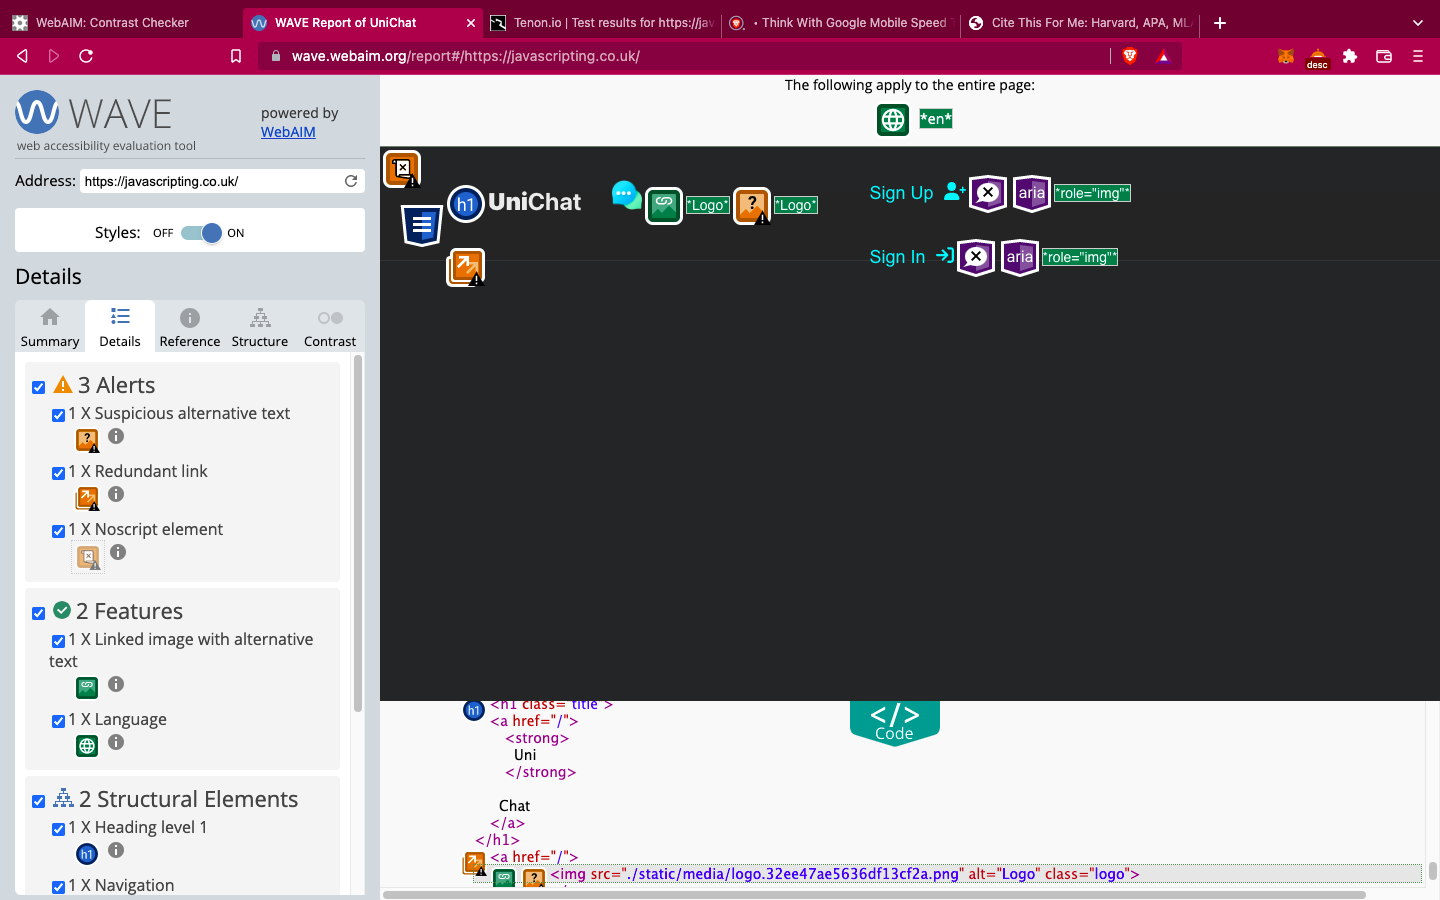 WebAIM: Contrast Checker
WAVE Report of UniChat
Tenon.io | Test results for https://jav
• Think With Google Mobile Speed T
Cite This For Me: Harvard, APA, ML
wave.webaim.org/report#/https://javascripting.co.uk/
desc
WAVE
web accessibility evaluation tool
powered by
WebAIM
Address:
https://javascripting.co.uk/
Styles:
OFF
ON
Details
Summary
Details
Reference
Structure
Contrast
3 Alerts
1 X Suspicious alternative text
1 X Redundant link
1 X Noscript element
2 Features
1 X Linked image with alternative
text
1 X Language
2 Structural Elements
1 X Heading level 1
h1
1 X Navigation
The following apply to the entire page:
*en*
h1
UniChat
*Logo*
*Logo*
Sign Up
aria
*role="img"*
Sign In
aria
*role="img"*
</>
Code
h1
<h1 class="title">
<a href="/">
<strong>
Uni
</strong>
Chat
</a>
</h1>
<a href="/">
<img src="./static/media/logo.32ee47ae5636df13cf2a.png" alt="Logo" class="logo">